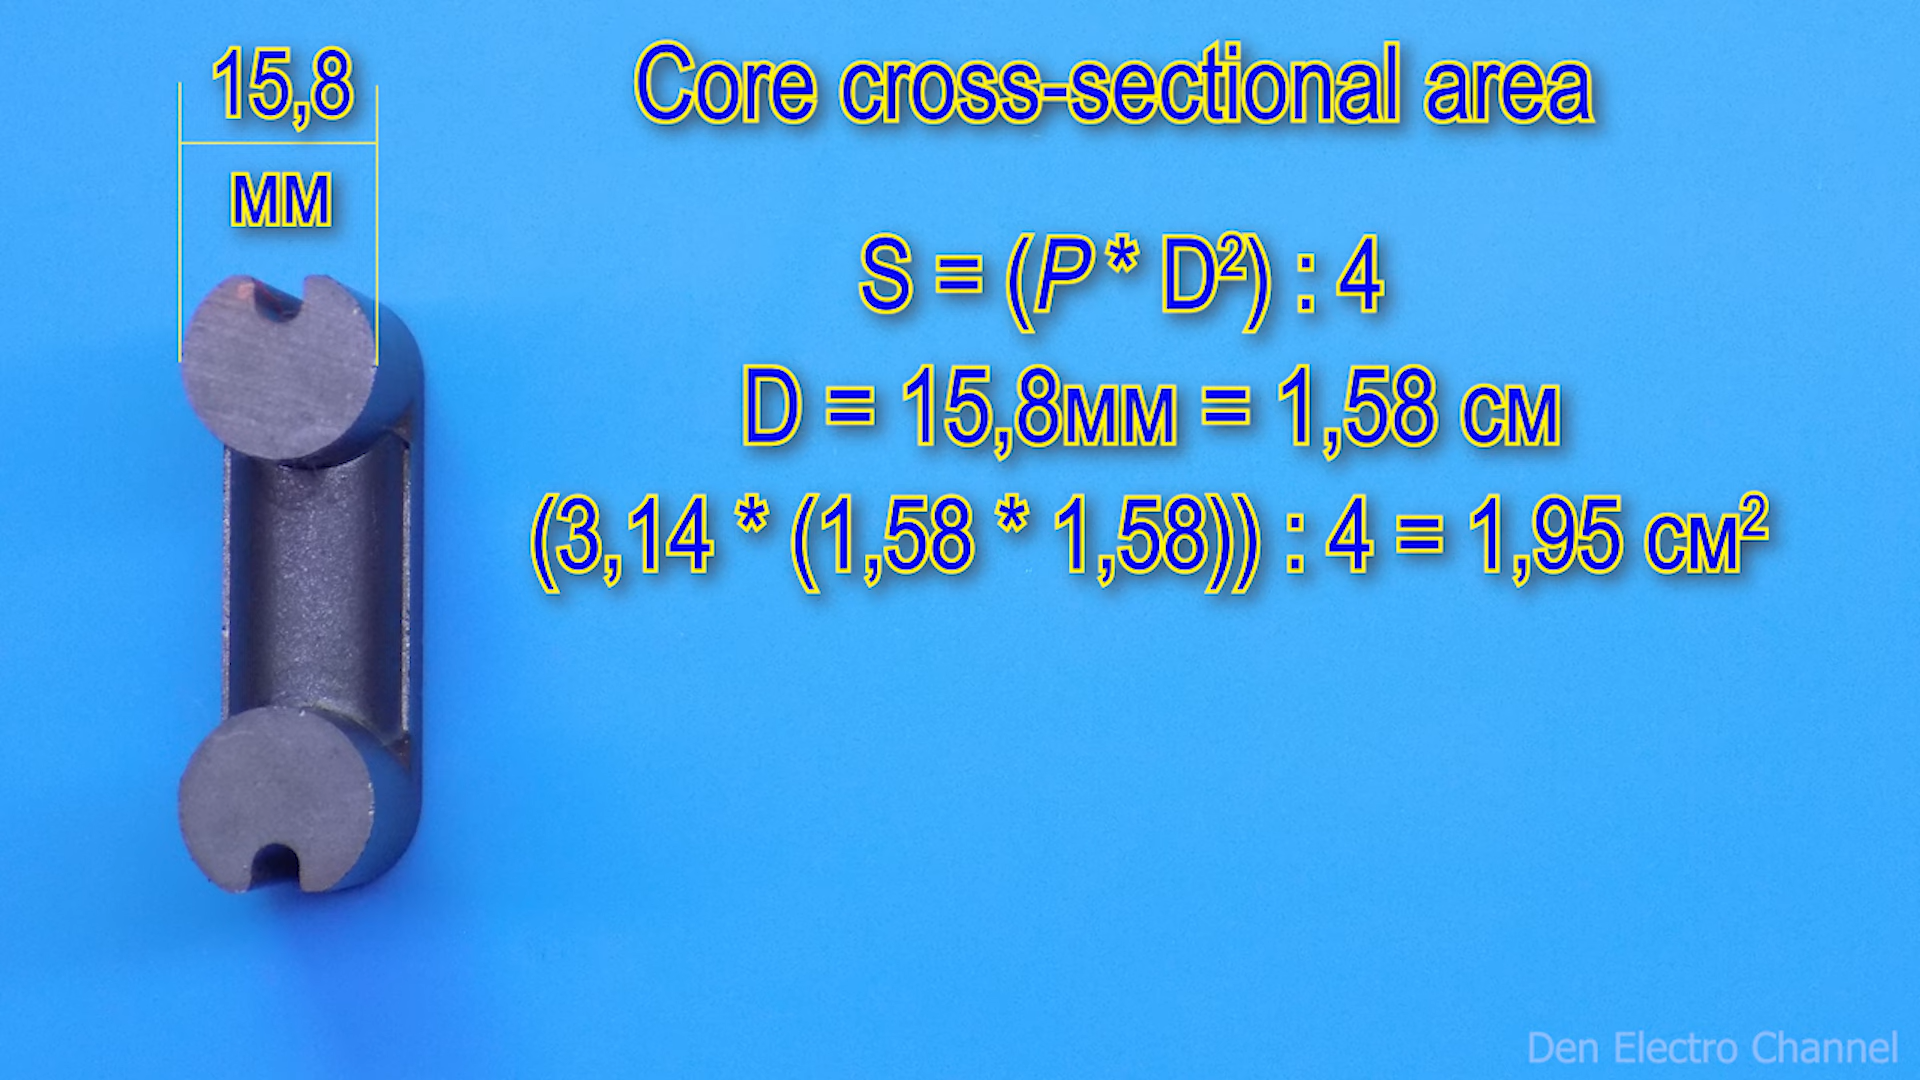 15,8
мм
Core cross-sectional area
S = (P * D²) : 4
D = 15,8мм = 1,58 см
(3,14 * (1,58 * 1,58)) : 4 = 1,95 см²
Den Electro Channel